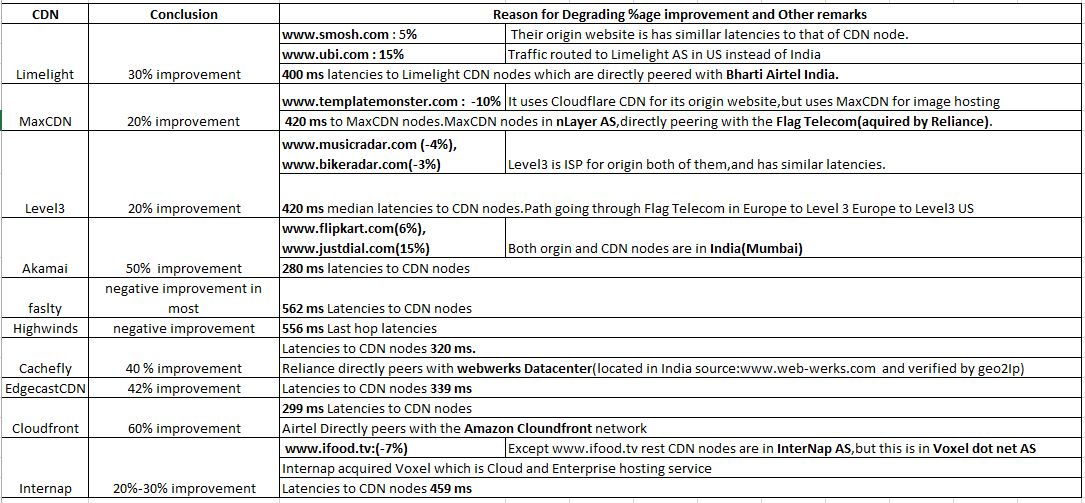 CDN Conclusion Reason for Degrading %age improvement and Other remarks
www.smosh.com : 5% Their origin website is has simillar latencies to that of CDN node.
www.ubi.com : 15% Traffic routed to Limelight AS in US instead of India
Limelight 30% improvement 400 ms latencies to Limelight CDN nodes which are directly peered with Bharti Airtel India.
www.templatemonster.com : -10% It uses Cloudflare CDN for its origin website,but uses MaxCDN for image hosting
MaxCDN 20% improvement 420 ms to MaxCDN nodes.MaxCDN nodes in nLayer AS,directly peering with the Flag Telecom(aquired by Reliance).
www.musicradar.com (-4%),
www.bikeradar.com(-3%) Level3 is ISP for origin both of them,and has similar latencies.
Level3 20% improvement 420 ms median latencies to CDN nodes.Path going through Flag Telecom in Europe to Level 3 Europe to Level3 US
www.flipkart.com(6%),
www.justdial.com(15%) Both orgin and CDN nodes are in India(Mumbai)
Akamai 50% improvement 280 ms latencies to CDN nodes
negative improvement in
faslty most 562 ms Latencies to CDN nodes
Highwinds negative improvement 556 ms Last hop latencies
Latencies to CDN nodes 320 ms.
Cachefly 40 % improvement Reliance directly peers with webwerks Datacenter(located in India source:www.web-werks.com and verified by geo2Ip)
EdgecastCDN 42% improvement Latencies to CDN nodes 339 ms
299 ms Latencies to CDN nodes
Cloudfront 60% improvement Airtel Directly peers with the Amazon Cloundfront network
www.ifood.tv:(-7%) Except www.ifood.tv rest CDN nodes are in InterNap AS,but this is in Voxel dot net AS
Internap acquired Voxel which is Cloud and Enterprise hosting service
Internap 20%-30% improvement Latencies to CDN nodes 459 ms